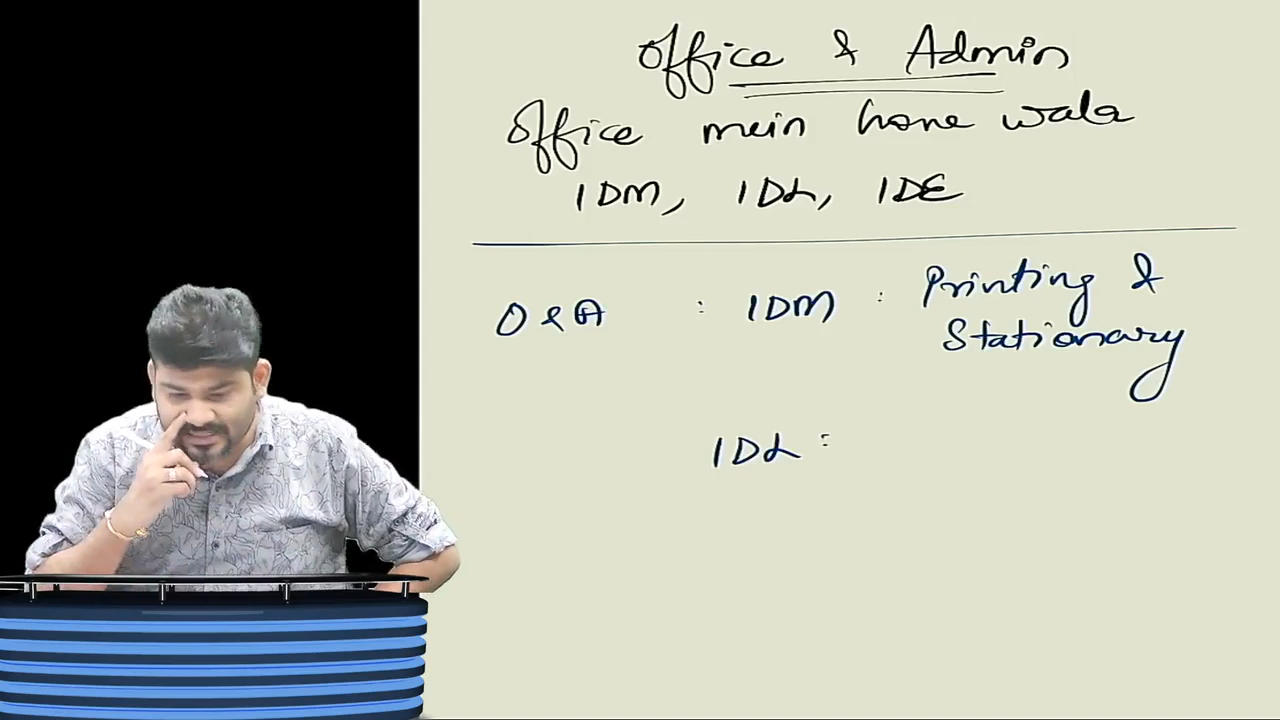 Office & Admin
Office mein hone wala
IDM, IDL, IDE
O & A : IDM : Printing &
Stationary
IDL :